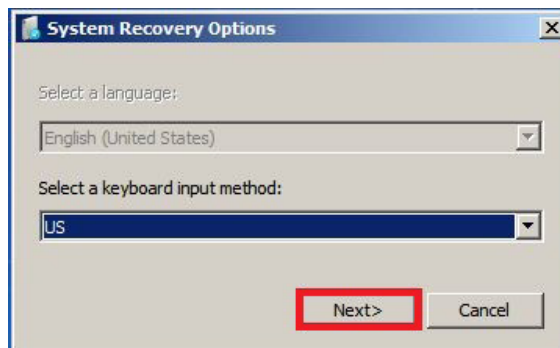 System Recovery Options
Select a language:
English (United States)
Select a keyboard input method:
US
Next> Cancel